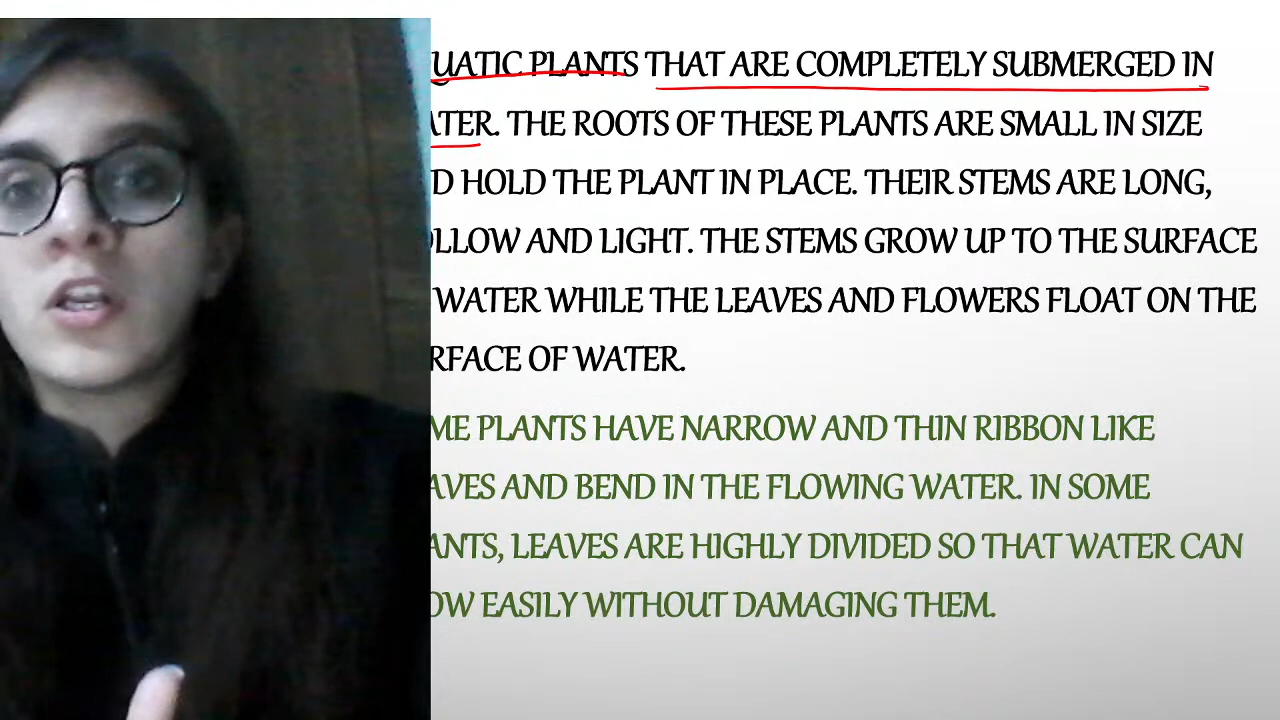 UATIC PLANTS THAT ARE COMPLETELY SUBMERGED IN
ATER. THE ROOTS OF THESE PLANTS ARE SMALL IN SIZE
D HOLD THE PLANT IN PLACE. THEIR STEMS ARE LONG,
OLLOW AND LIGHT. THE STEMS GROW UP TO THE SURFACE
WATER WHILE THE LEAVES AND FLOWERS FLOAT ON THE
RFACE OF WATER.
ME PLANTS HAVE NARROW AND THIN RIBBON LIKE
AVES AND BEND IN THE FLOWING WATER. IN SOME
ANTS, LEAVES ARE HIGHLY DIVIDED SO THAT WATER CAN
OW EASILY WITHOUT DAMAGING THEM.